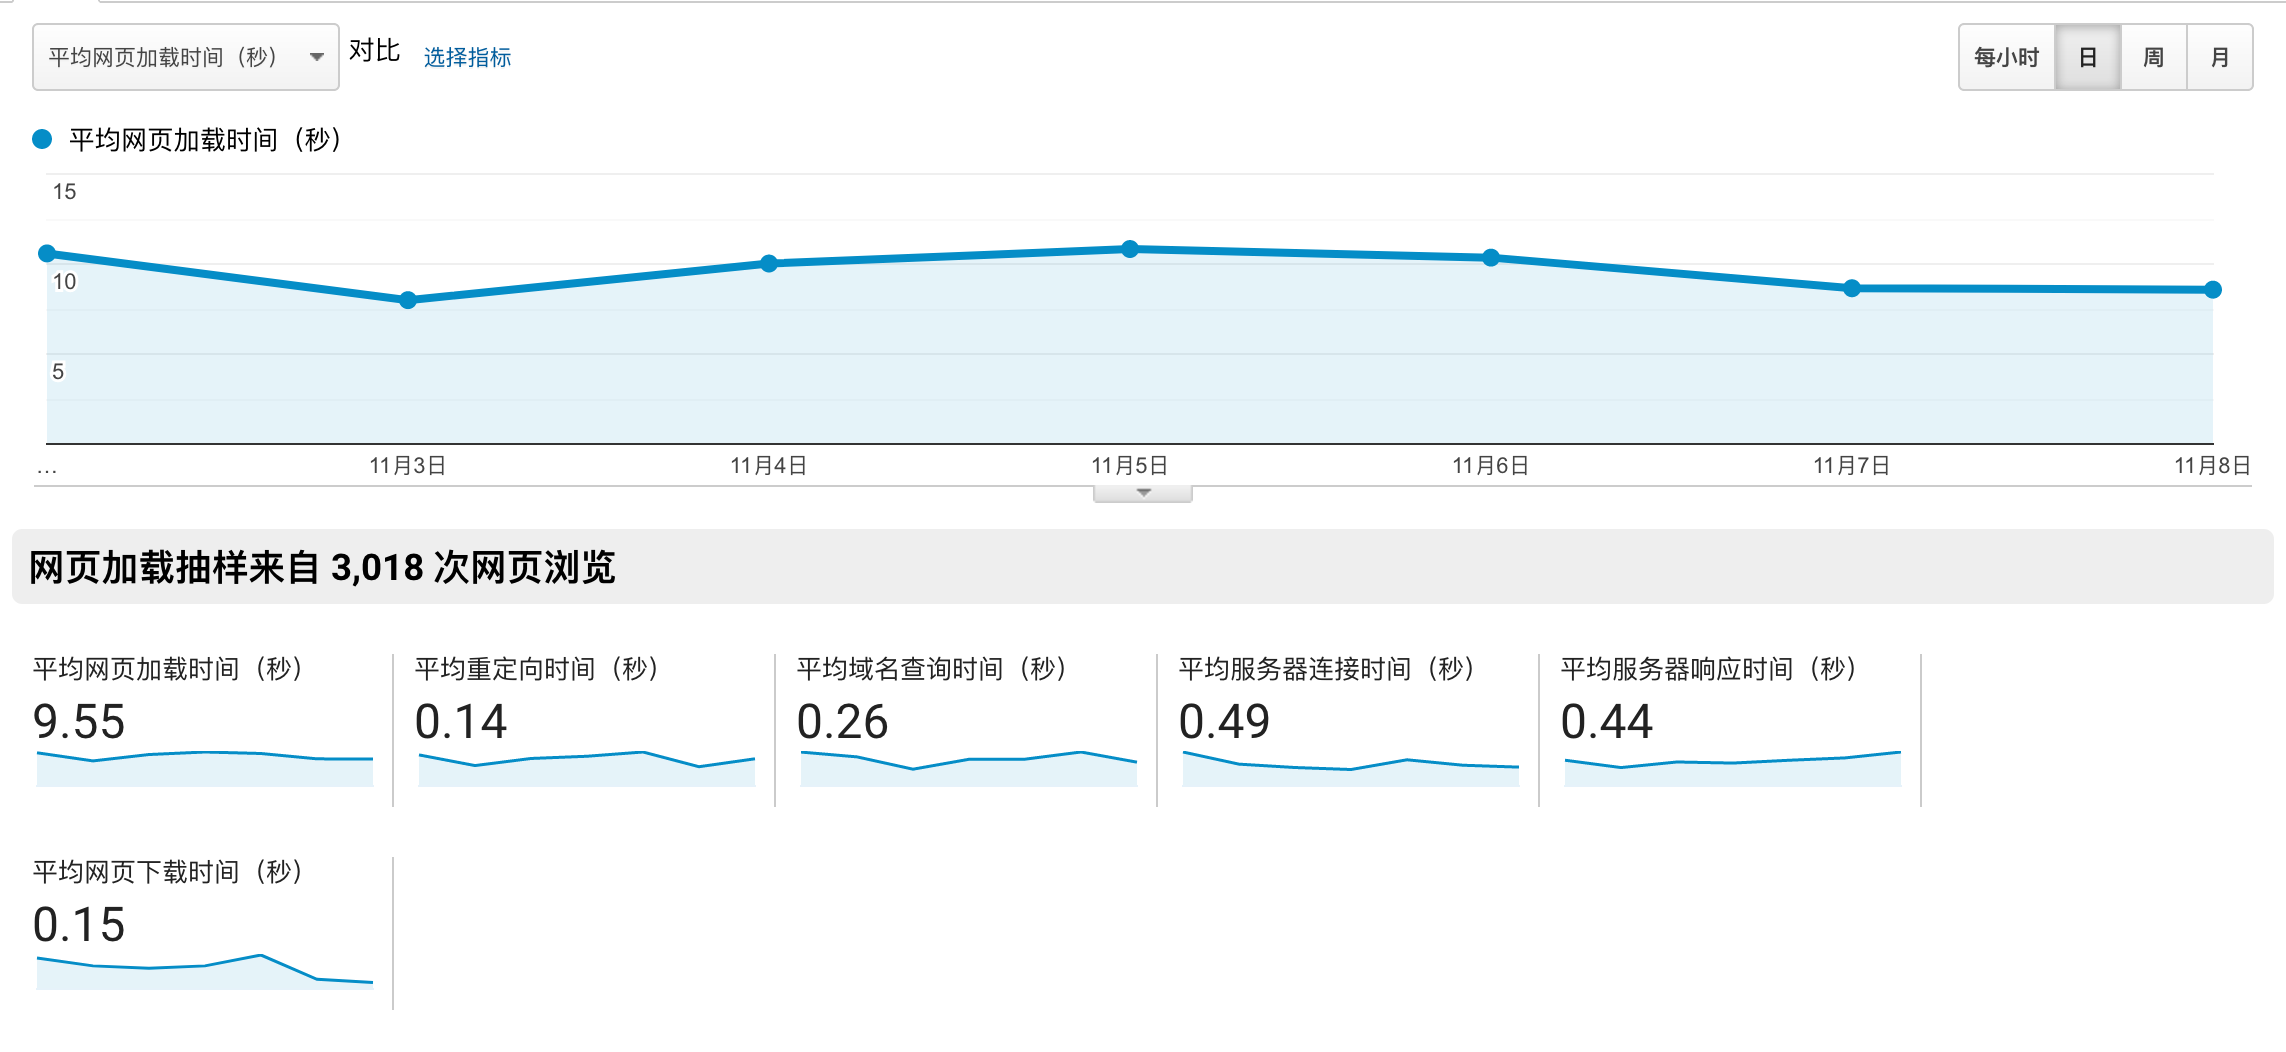 平均网页加载时间（秒） 对比 选择指标 每小时 日 周 月
平均网页加载时间（秒）
15
10
5
... 11月3日 11月4日 11月5日 11月6日 11月7日 11月8日
网页加载抽样来自 3,018 次网页浏览
平均网页加载时间（秒） 平均重定向时间（秒） 平均域名查询时间（秒） 平均服务器连接时间（秒） 平均服务器响应时间（秒）
9.55 0.14 0.26 0.49 0.44
平均网页下载时间（秒）
0.15